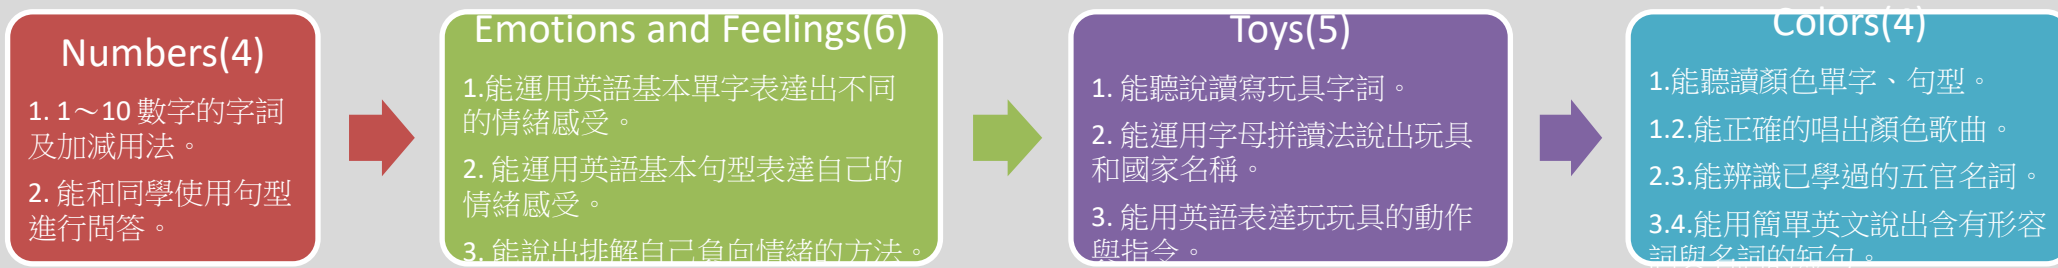 Numbers(4)
1. 1～10 數字的字詞
及加減用法。
2. 能和同學使用句型
進行問答。
Emotions and Feelings(6)
1.能運用英語基本單字表達出不同
的情緒感受。
2. 能運用英語基本句型表達自己的
情緒感受。
3. 能說出排解自己負向情緒的方法。
Toys(5)
1. 能聽說讀寫玩具字詞。
2. 能運用字母拼讀法說出玩具
和國家名稱。
3. 能用英語表達玩玩具的動作
與指令。
Colors(4)
1.能聽讀顏色單字、句型。
1.2.能正確的唱出顏色歌曲。
2.3.能辨識已學過的五官名詞。
3.4.能用簡單英文說出含有形容
詞與名詞的短句。